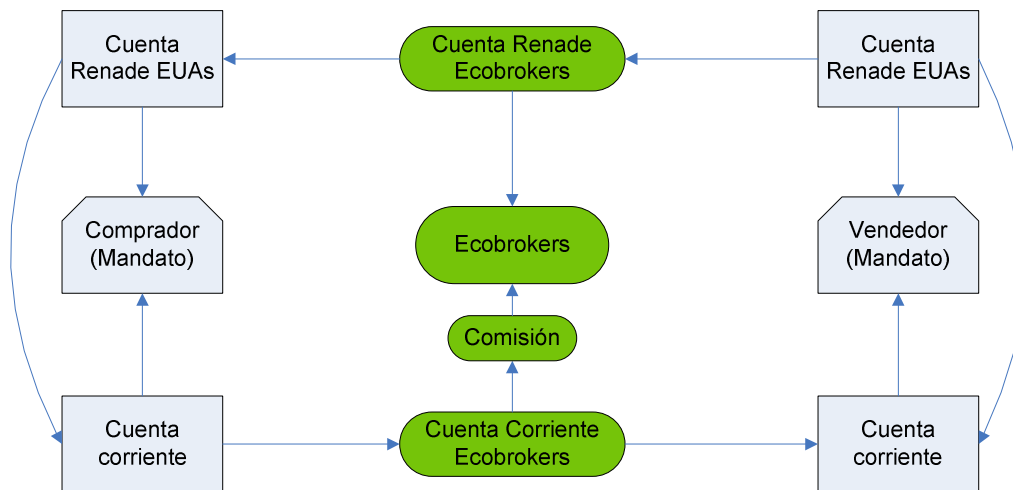 Cuenta
Renade EUAs
Cuenta Renade
Ecobrokers
Cuenta
Renade EUAs
Comprador
(Mandato)
Ecobrokers
Vendedor
(Mandato)
Comisión
Cuenta
corriente
Cuenta Corriente
Ecobrokers
Cuenta
corriente